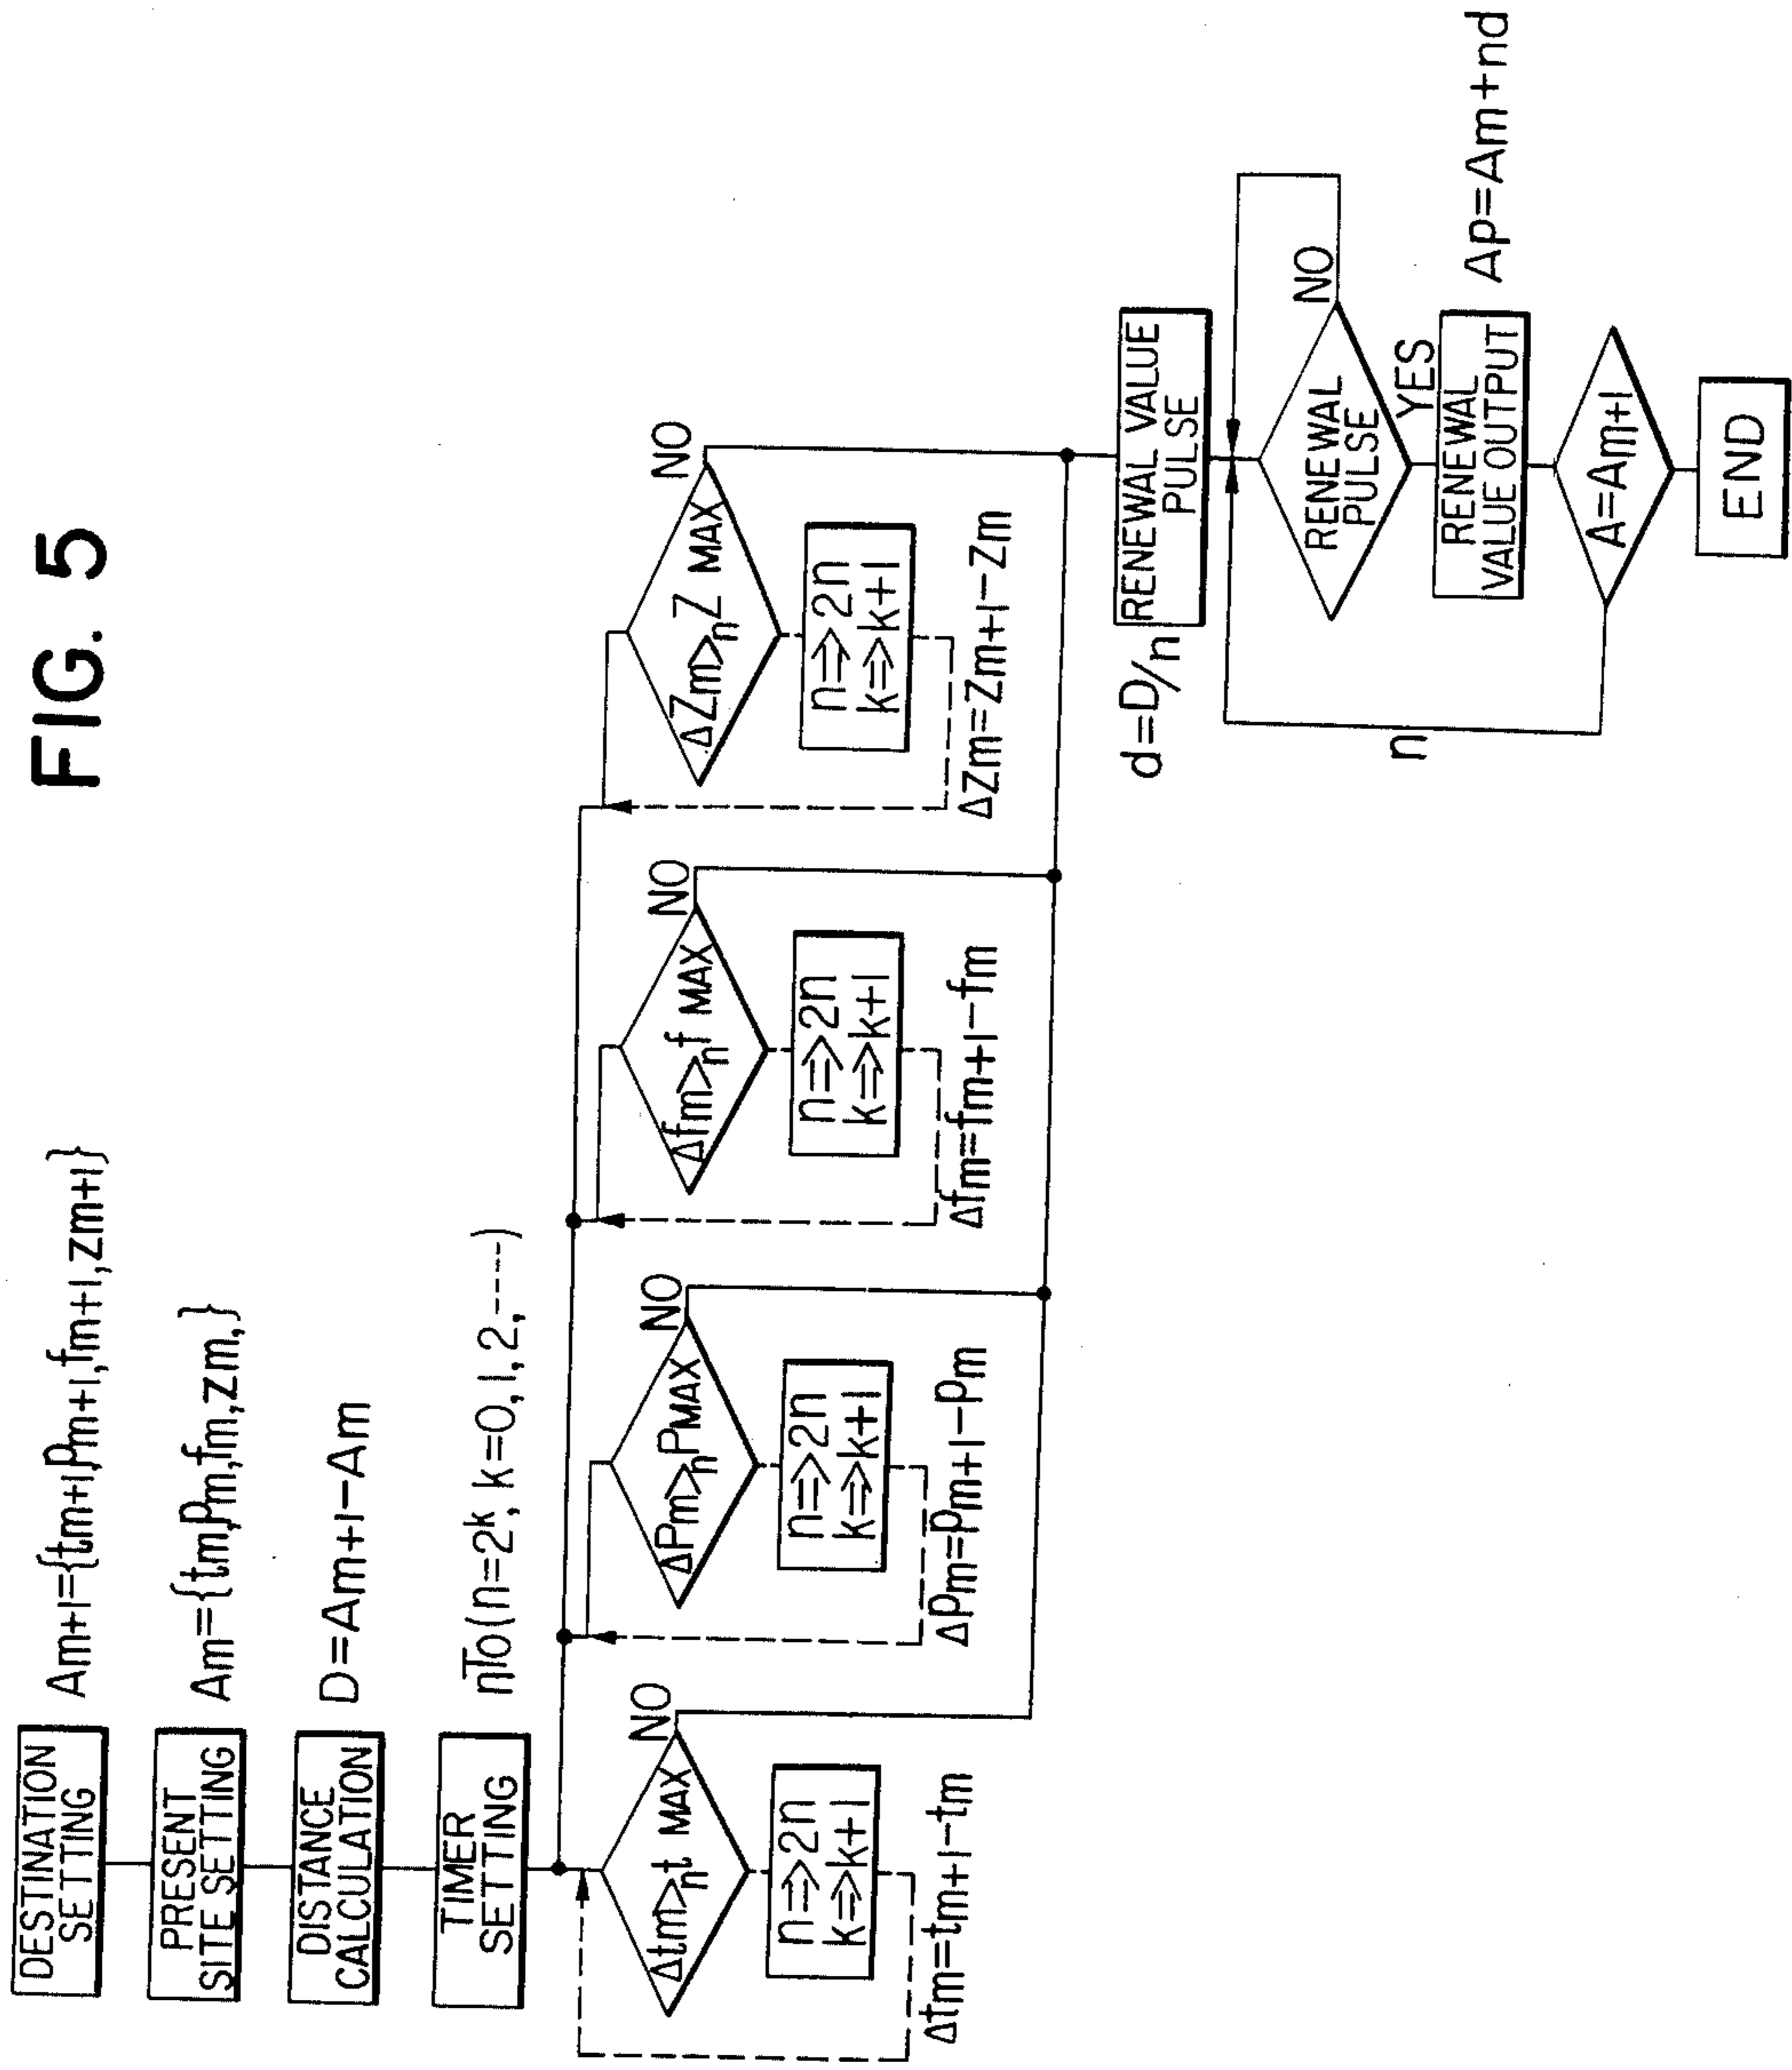 FIG. 5
DESTINATION
SETTING
Am+1={tm+1,Pm+1,fm+1,zm+1}
PRESENT
SITE SETTING
Am={tm,Pm,fm,zm,}
DISTANCE
CALCULATION
D=Am+1-Am
TIMER
SETTING
nTo(n=2ᵏ, k=0,1,2,----)
Δtm>nt MAX
NO
n⇒2n
k⇒k+1
Δtm=tm+1-tm
ΔPm>nPMAX
NO
n⇒2n
k⇒k+1
ΔPm=Pm+1-Pm
Δfm>nf MAX
NO
n⇒2n
k⇒k+1
Δfm=fm+1-fm
ΔZm>nZ MAX
NO
n⇒2n
k⇒k+1
ΔZm=Zm+1-Zm
d=D/n
RENEWAL VALUE
PULSE
RENEWAL
PULSE
NO
YES
RENEWAL
VALUE OUTPUT
Ap=Am+nd
A=Am+1
n
END